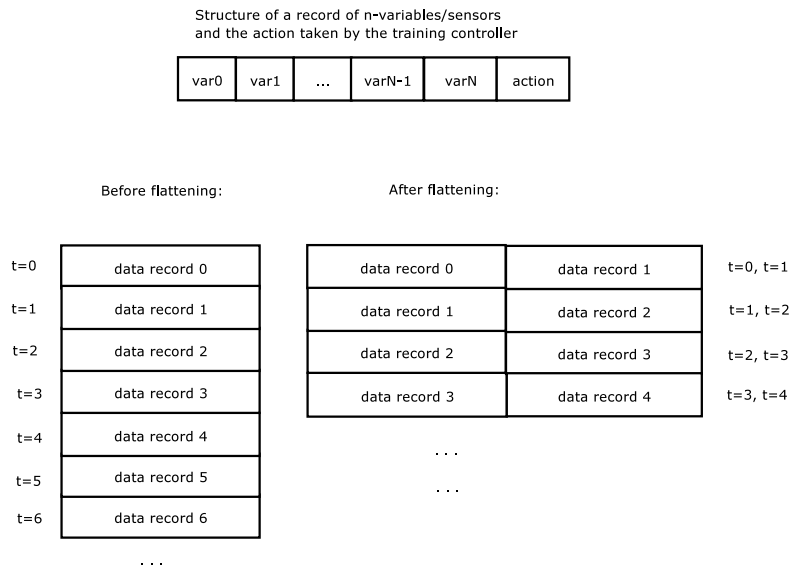 Structure of a record of n-variables/sensors
and the action taken by the training controller
var0 var1 ... varN-1 varN action
Before flattening: After flattening:
t=0 data record 0 data record 0 data record 1 t=0, t=1
t=1 data record 1 data record 1 data record 2 t=1, t=2
t=2 data record 2 data record 2 data record 3 t=2, t=3
t=3 data record 3 data record 3 data record 4 t=3, t=4
t=4 data record 4 . . .
t=5 data record 5 . . .
t=6 data record 6
. . .